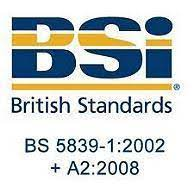 BSi
®
British Standards
BS 5839-1:2002
+ A2:2008